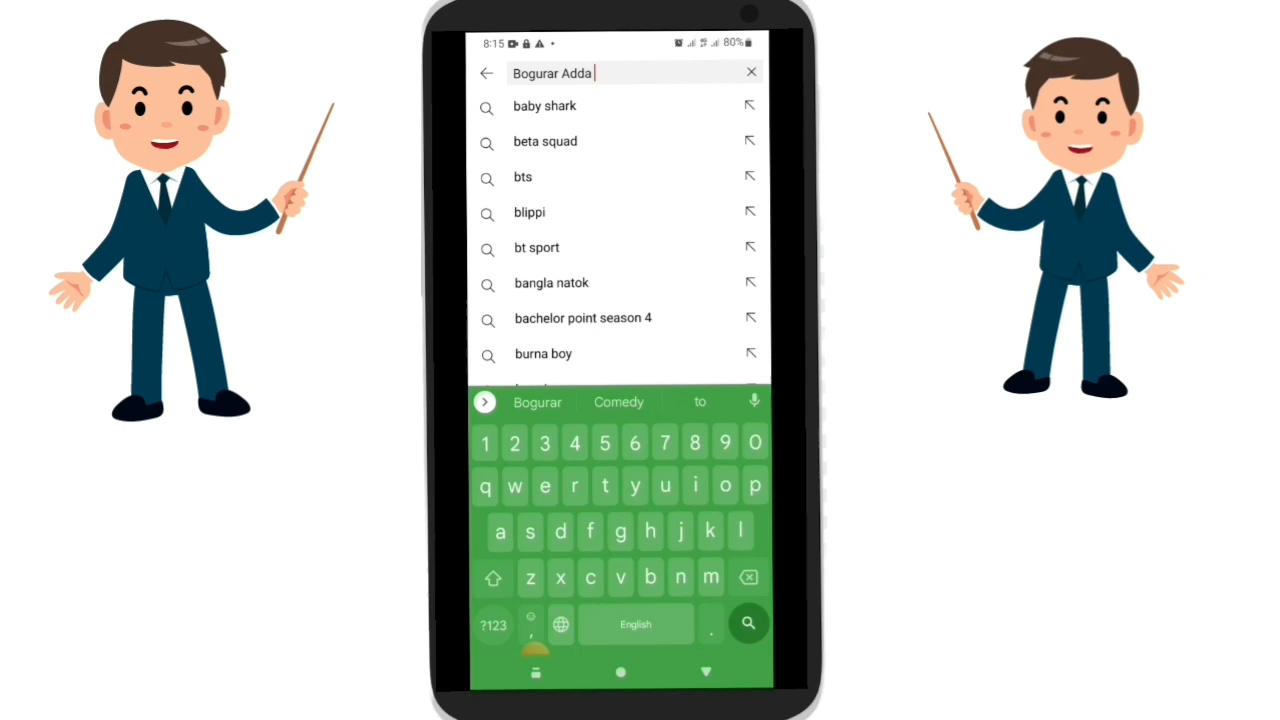 8:15 80%
Bogurar Adda
baby shark
beta squad
bts
blippi
bt sport
bangla natok
bachelor point season 4
burna boy
Bogurar Comedy to
1 2 3 4 5 6 7 8 9 0
q w e r t y u i o p
a s d f g h j k l
z x c v b n m
?123 , English .